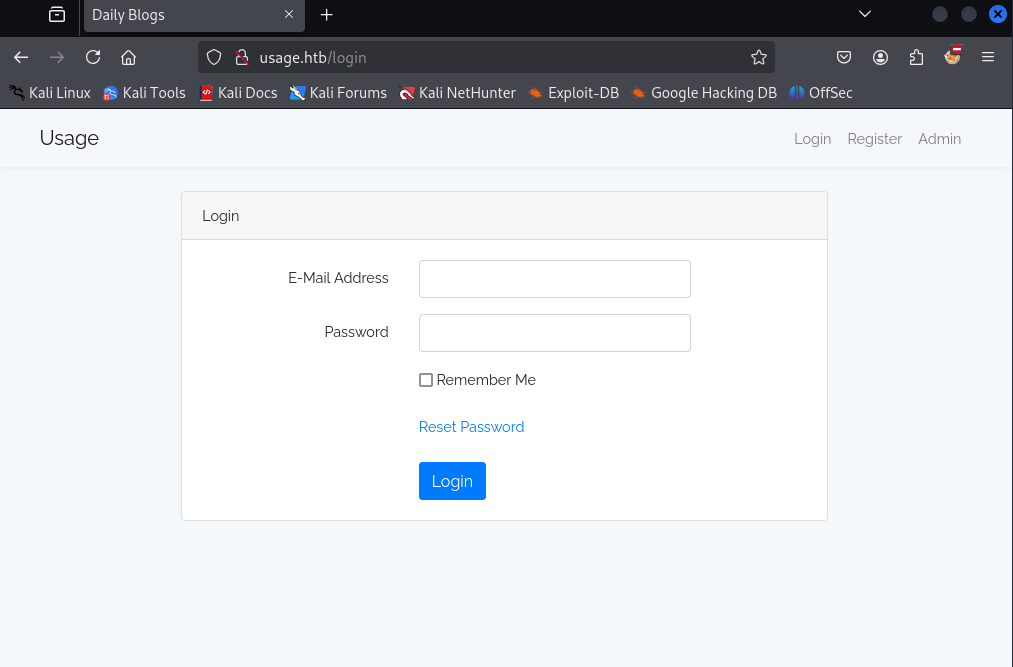 Daily Blogs
usage.htb/login
Kali Linux Kali Tools Kali Docs Kali Forums Kali NetHunter Exploit-DB Google Hacking DB OffSec
Usage Login Register Admin
Login
E-Mail Address
Password
Remember Me
Reset Password
Login